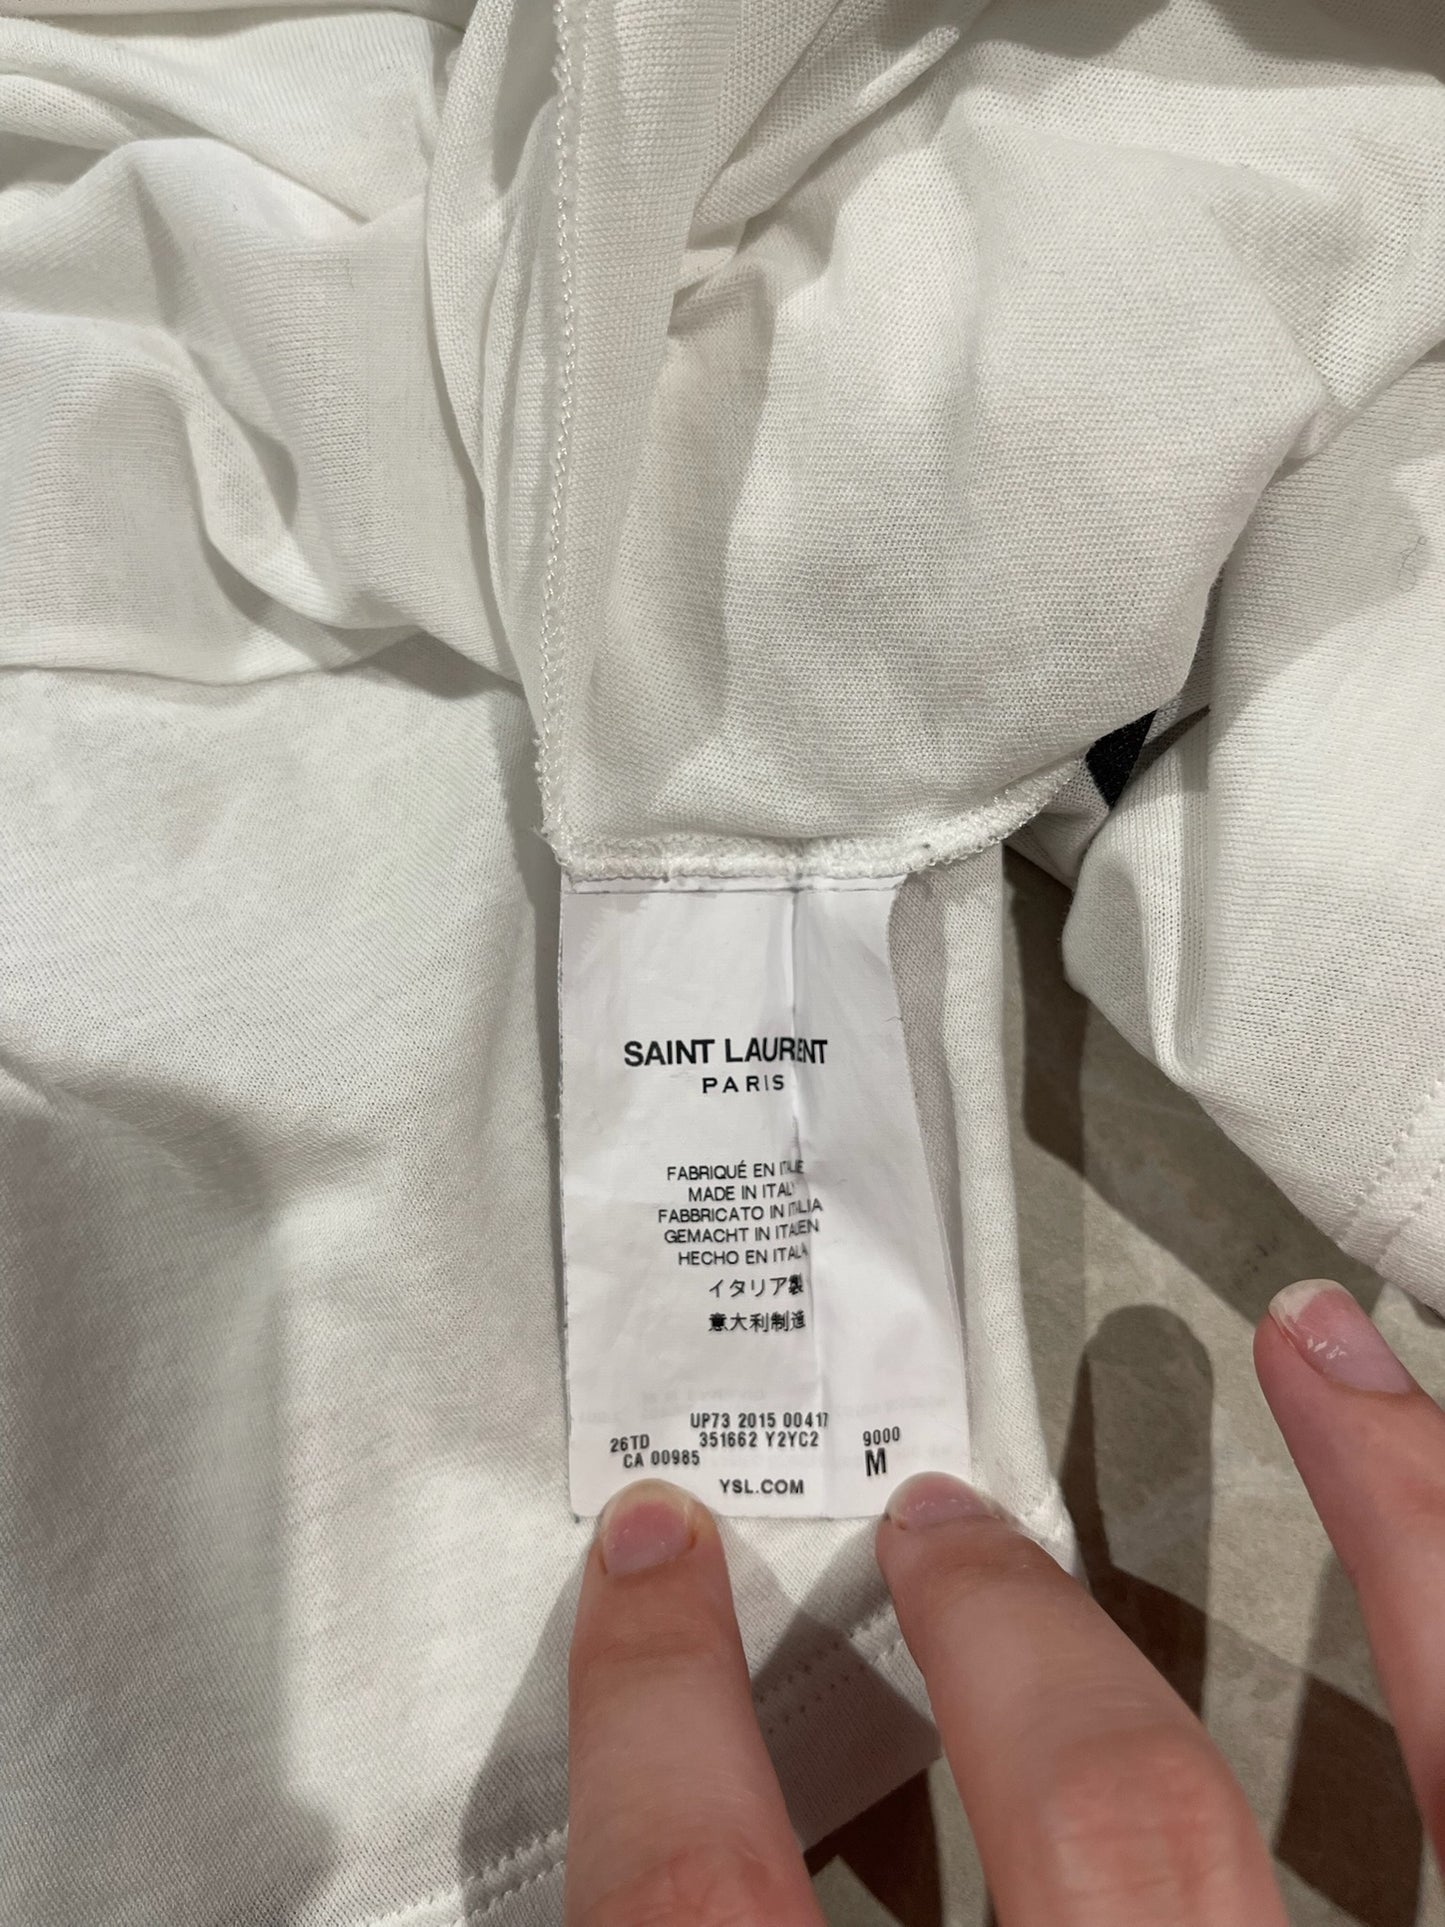 SAINT LAURENT
PARIS
FABRIQUÉ EN ITALIE
MADE IN ITALY
FABBRICATO IN ITALIA
GEMACHT IN ITALIEN
HECHO EN ITALIA
イタリア製
意大利制造
UP73 2015 00417
26TD 351662 Y2YC2 9000
CA 00985 M
YSL.COM